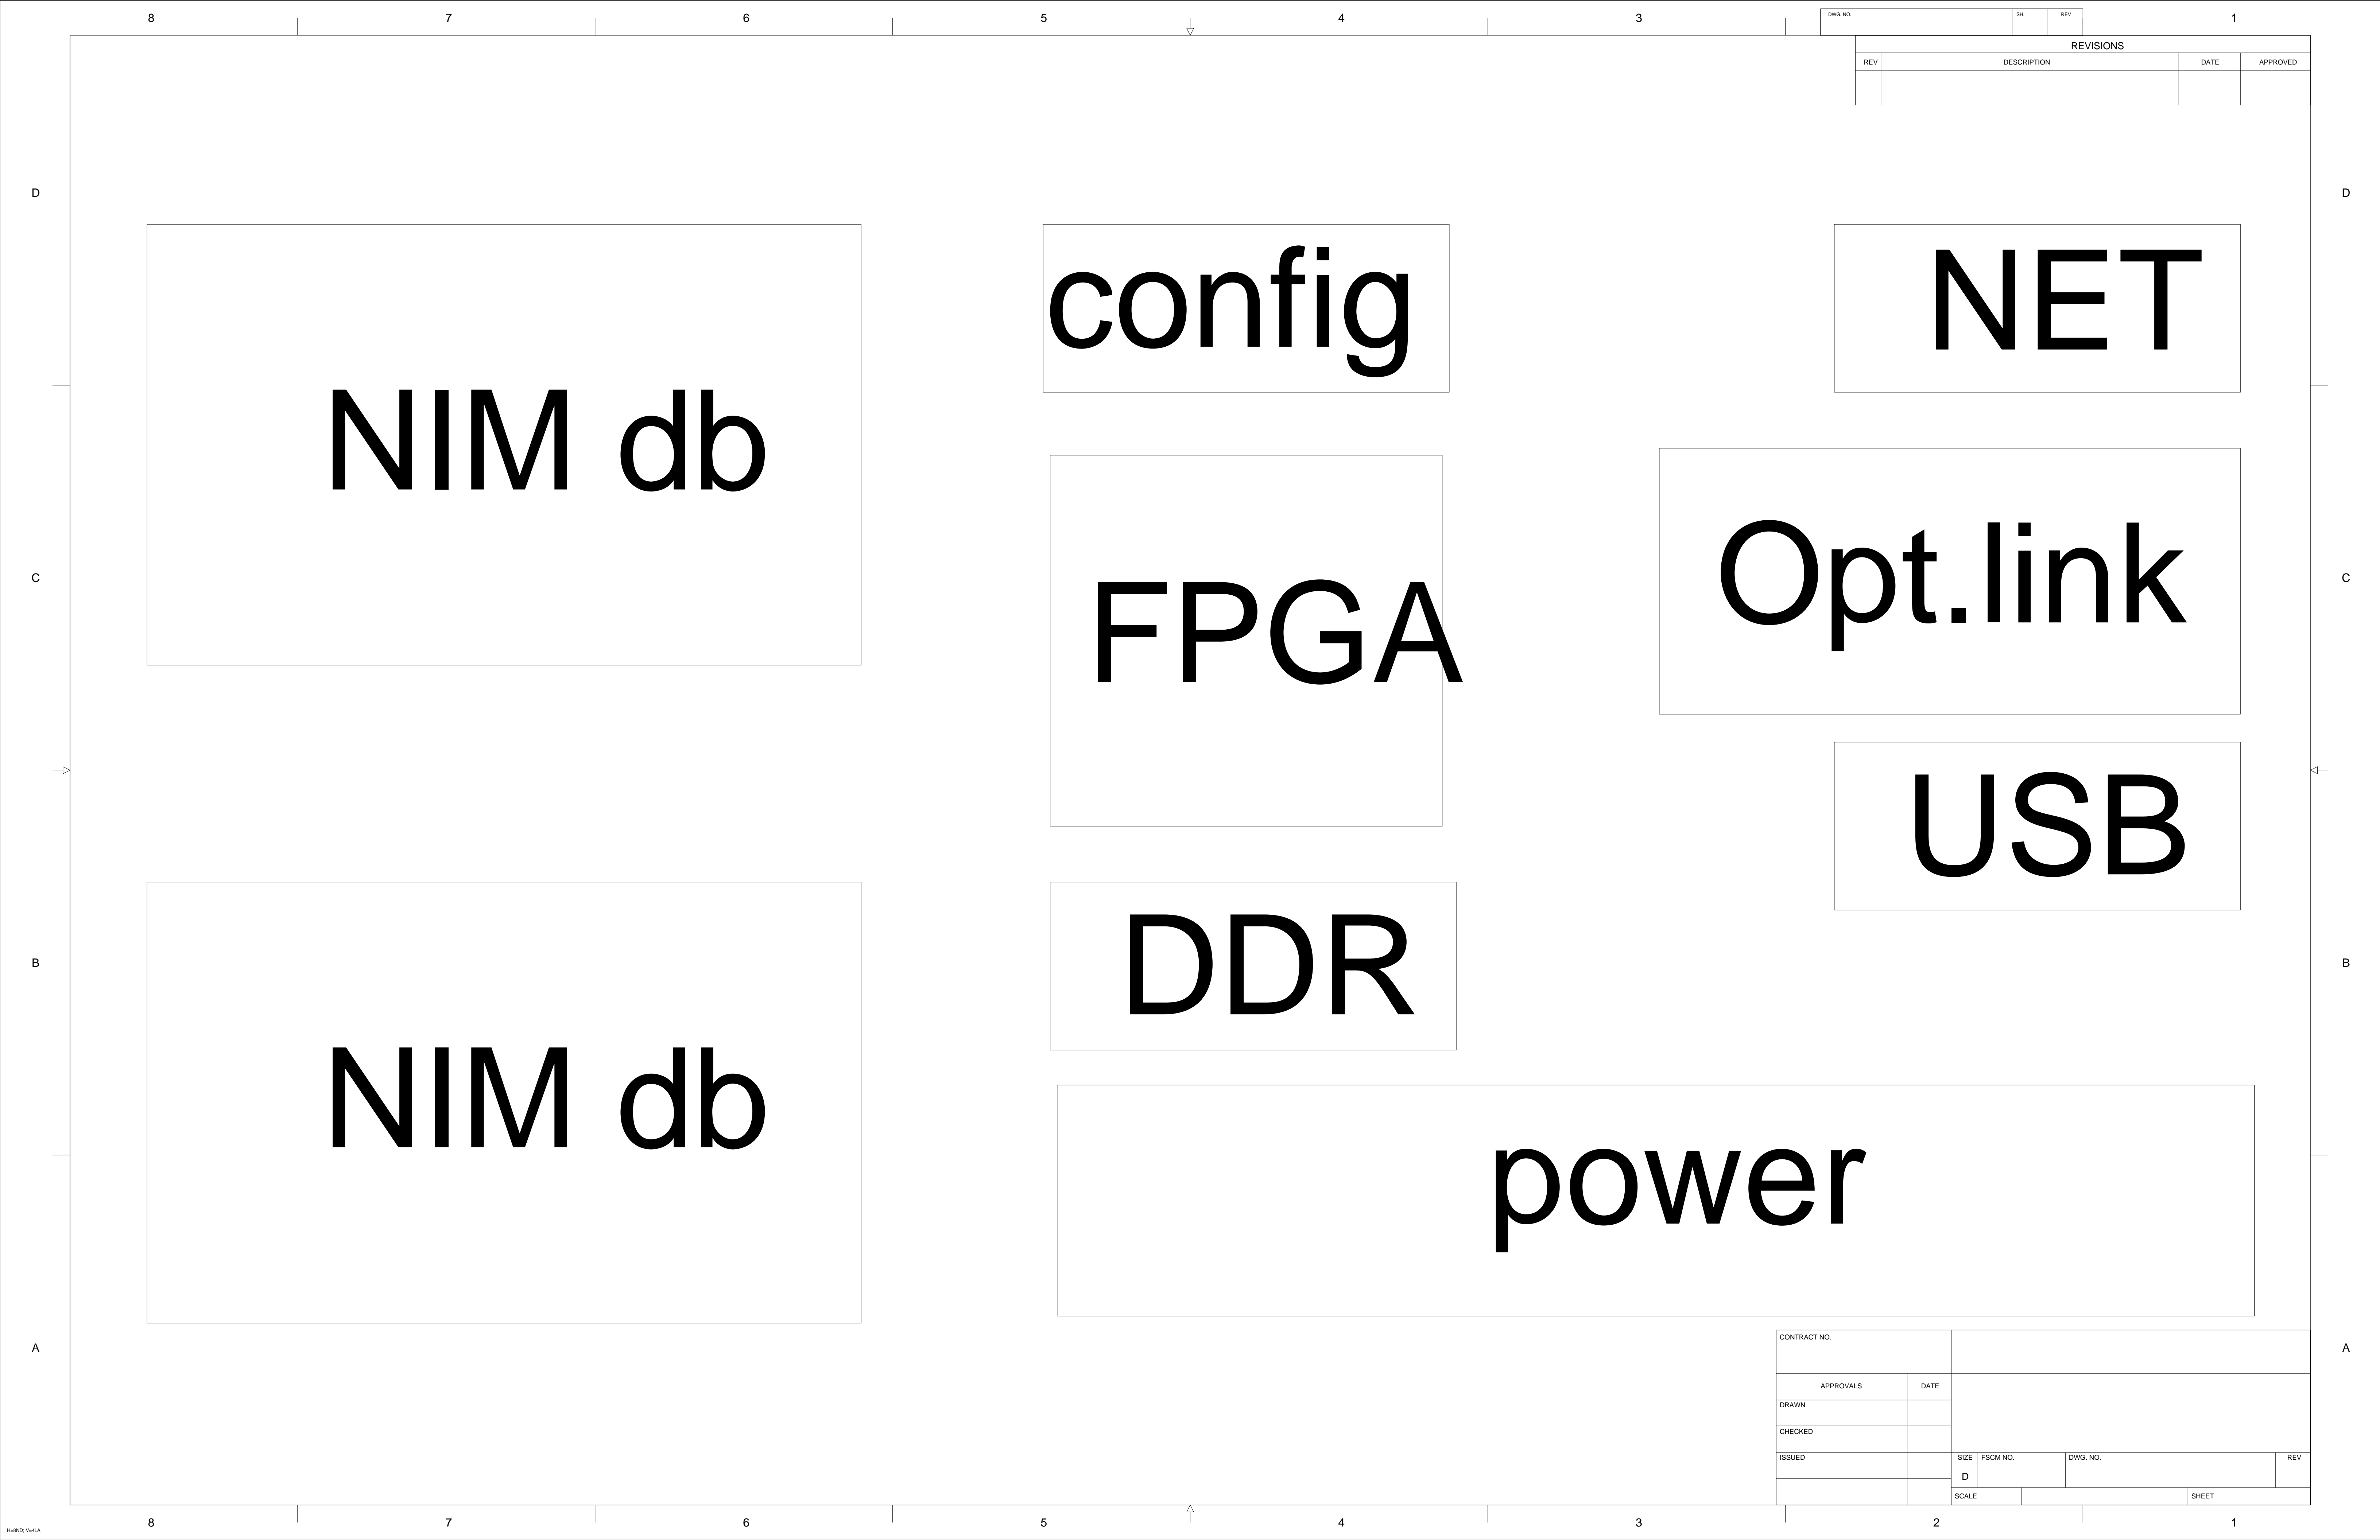 8 7 6 5 4 3 1
DWG. NO. SH. REV
REVISIONS
REV DESCRIPTION DATE APPROVED
D D
config NET
NIM db
Opt.link
C C
FPGA
USB
B B
DDR
NIM db
power
A A
CONTRACT NO.
APPROVALS DATE
DRAWN
CHECKED
ISSUED SIZE FSCM NO. DWG. NO. REV
D
SCALE SHEET
8 7 6 5 4 3 2 1
H=8ND; V=4LA